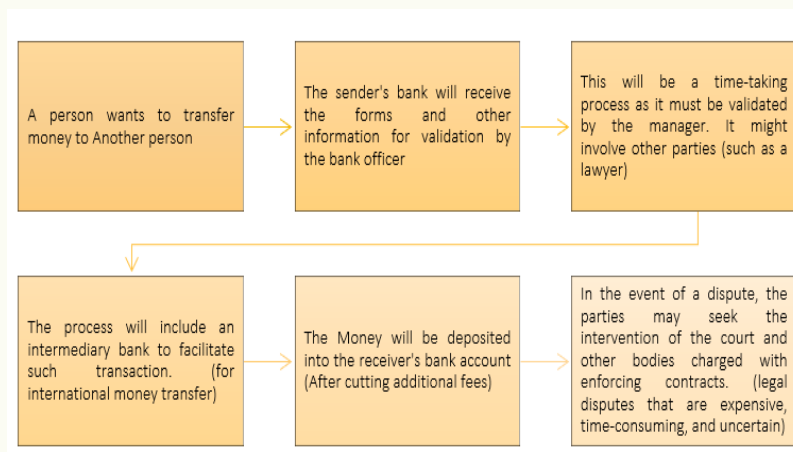 A person wants to transfer
money to Another person
The sender's bank will receive
the forms and other
information for validation by
the bank officer
This will be a time-taking
process as it must be validated
by the manager. It might
involve other parties (such as a
lawyer)
The process will include an
intermediary bank to facilitate
such transaction. (for
international money transfer)
The Money will be deposited
into the receiver's bank account
(After cutting additional fees)
In the event of a dispute, the
parties may seek the
intervention of the court and
other bodies charged with
enforcing contracts. (legal
disputes that are expensive,
time-consuming, and uncertain)